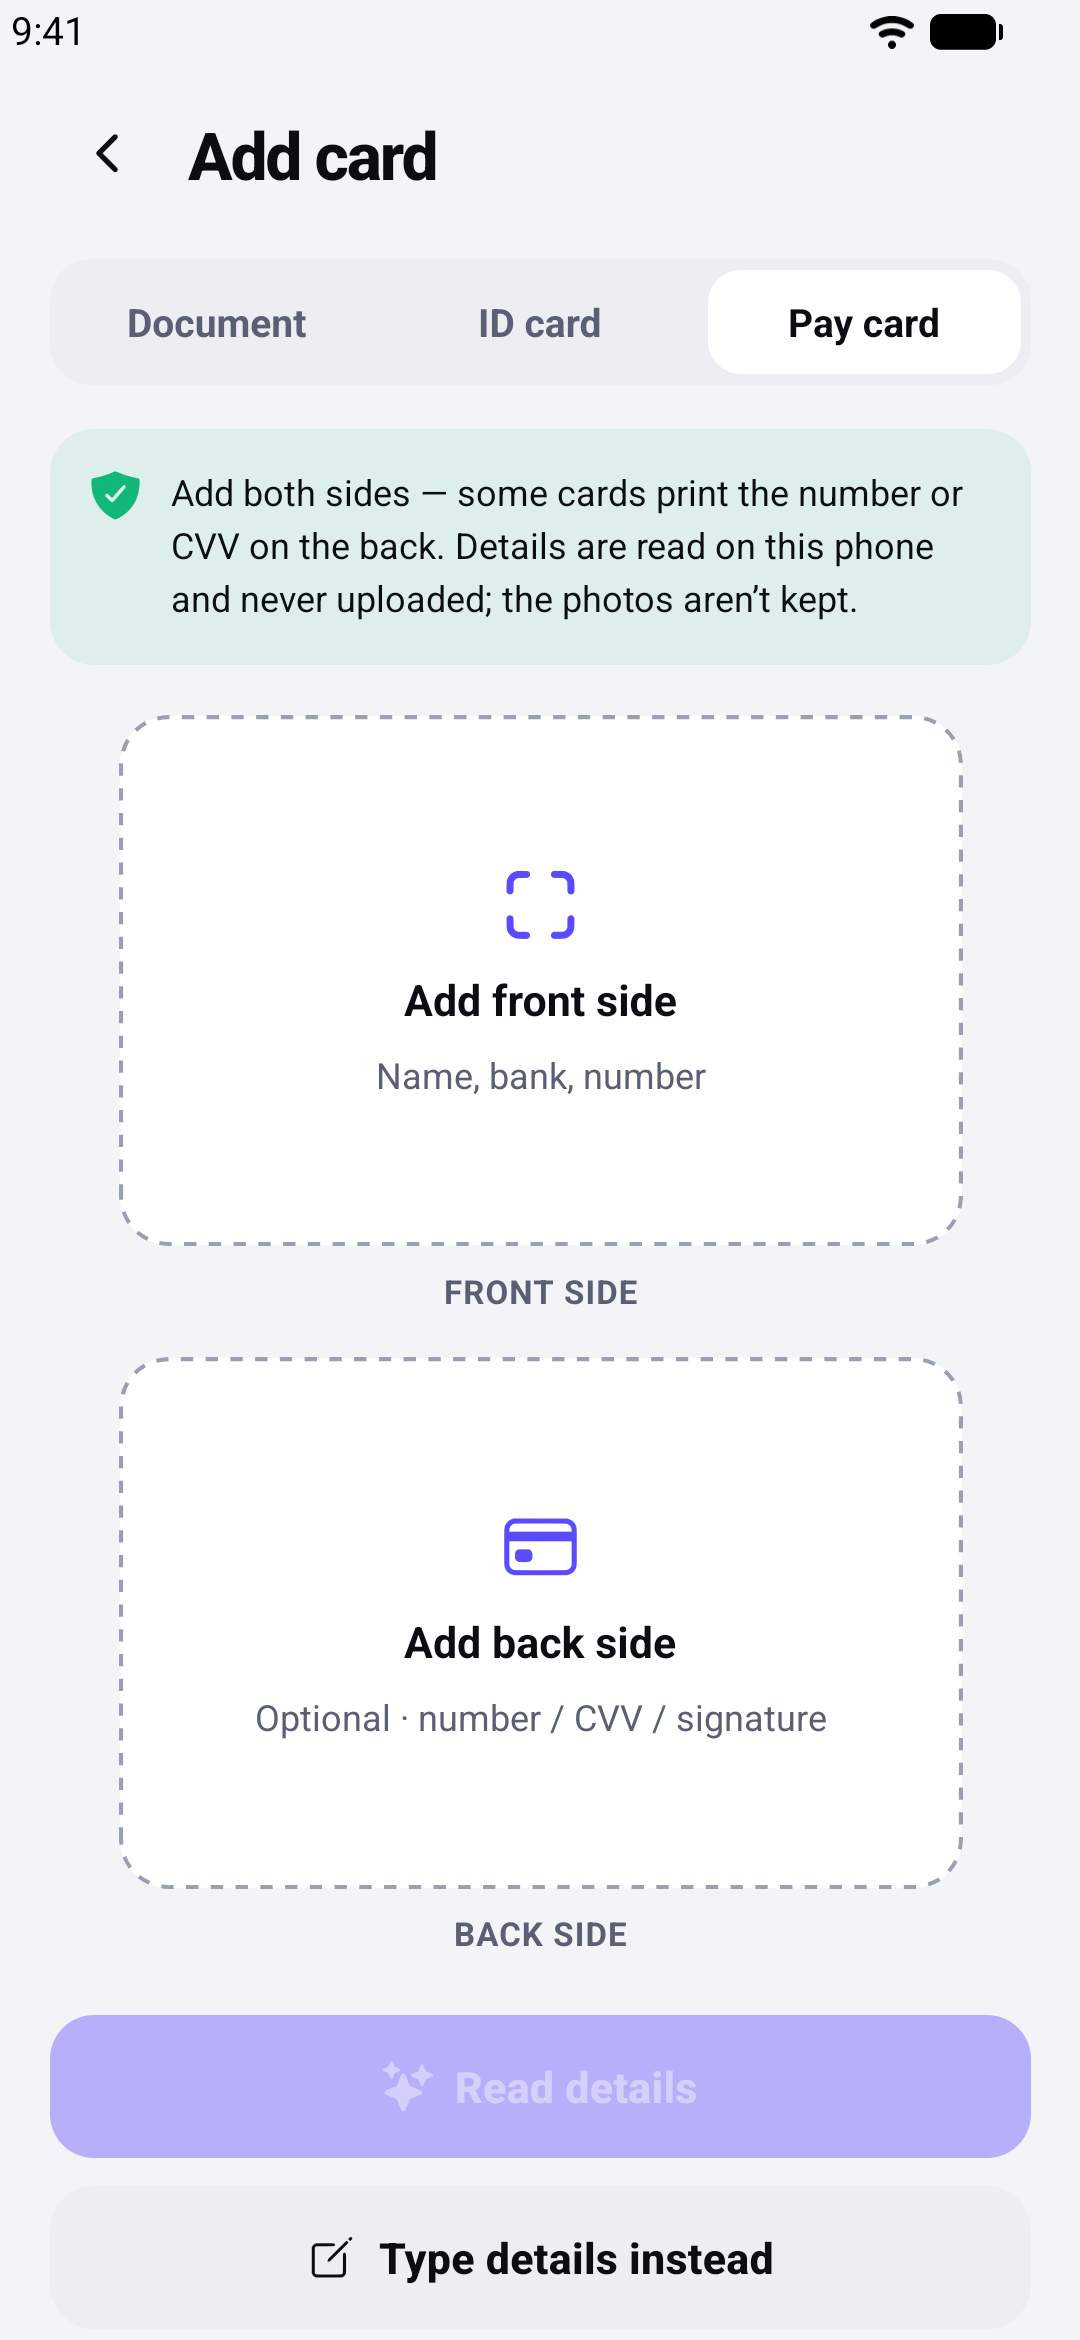 9:41
Add card
Document
ID card
Pay card
Add both sides — some cards print the number or
CVV on the back. Details are read on this phone
and never uploaded; the photos aren’t kept.
Add front side
Name, bank, number
FRONT SIDE
Add back side
Optional · number / CVV / signature
BACK SIDE
Read details
Type details instead